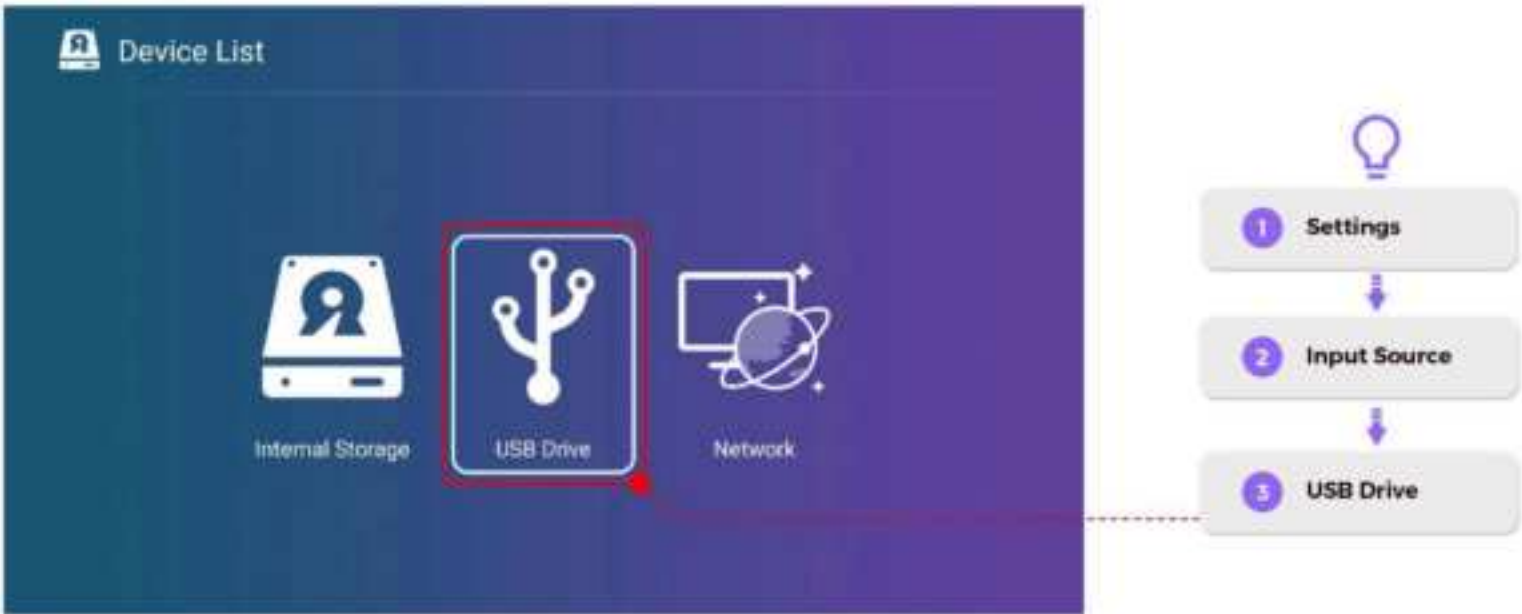 Device List
Internal Storage
USB Drive
Network
1 Settings
2 Input Source
3 USB Drive